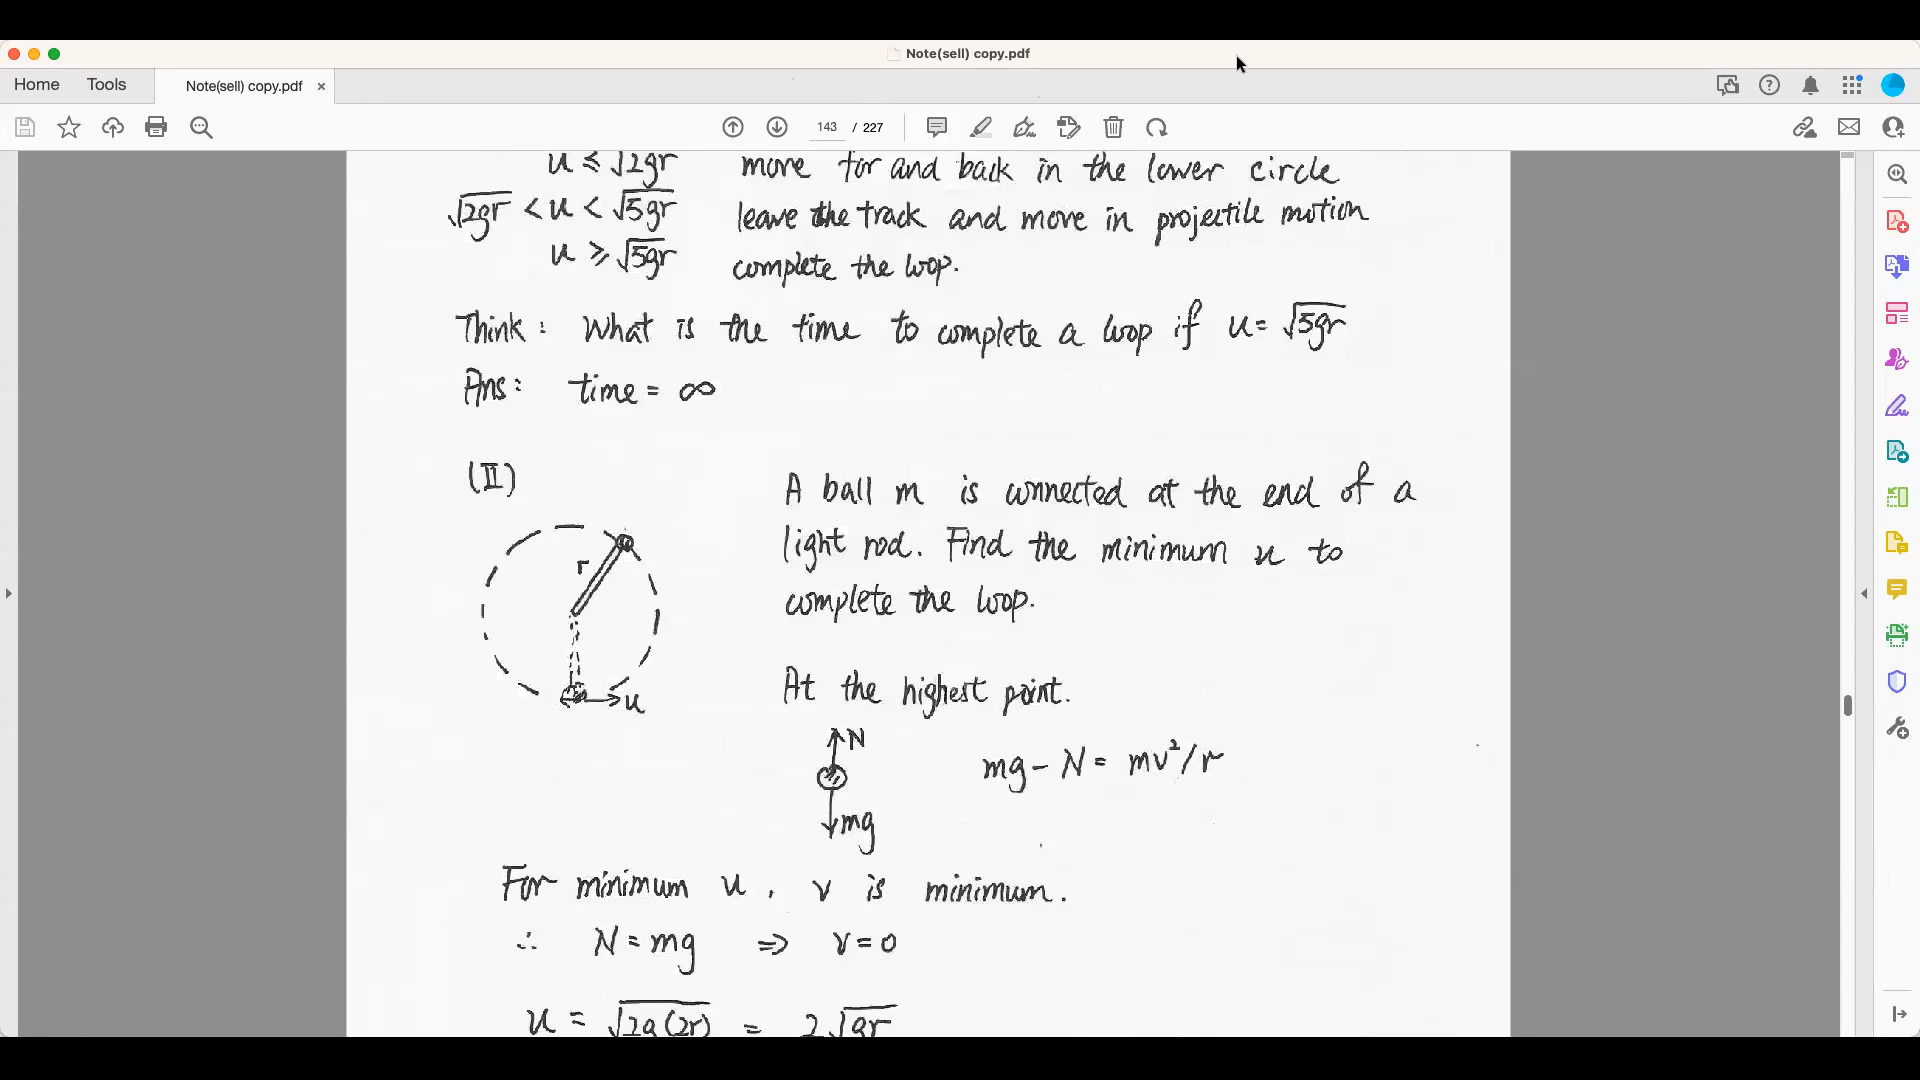 Note(sell) copy.pdf
Home Tools Note(sell) copy.pdf ×
143 / 227
u ≤ √2gr move for and back in the lower circle
√2gr < u < √5gr leave the track and move in projectile motion
u ≥ √5gr complete the loop.
Think: What is the time to complete a loop if u = √5gr
Ans: time = ∞
(II)
A ball m is connected at the end of a
light rod. Find the minimum u to
complete the loop.
r
u
At the highest point.
N
mg
mg - N = mv²/r
For minimum u, v is minimum.
∴ N = mg ⇒ v = 0
u = √2g(2r) = 2√gr